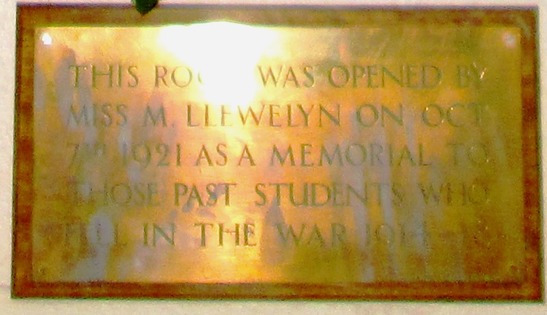 THIS ROOM WAS OPENED BY
MISS M. LLEWELYN ON OCT
7TH 1921 AS A MEMORIAL TO
THOSE PAST STUDENTS WHO
FELL IN THE WAR